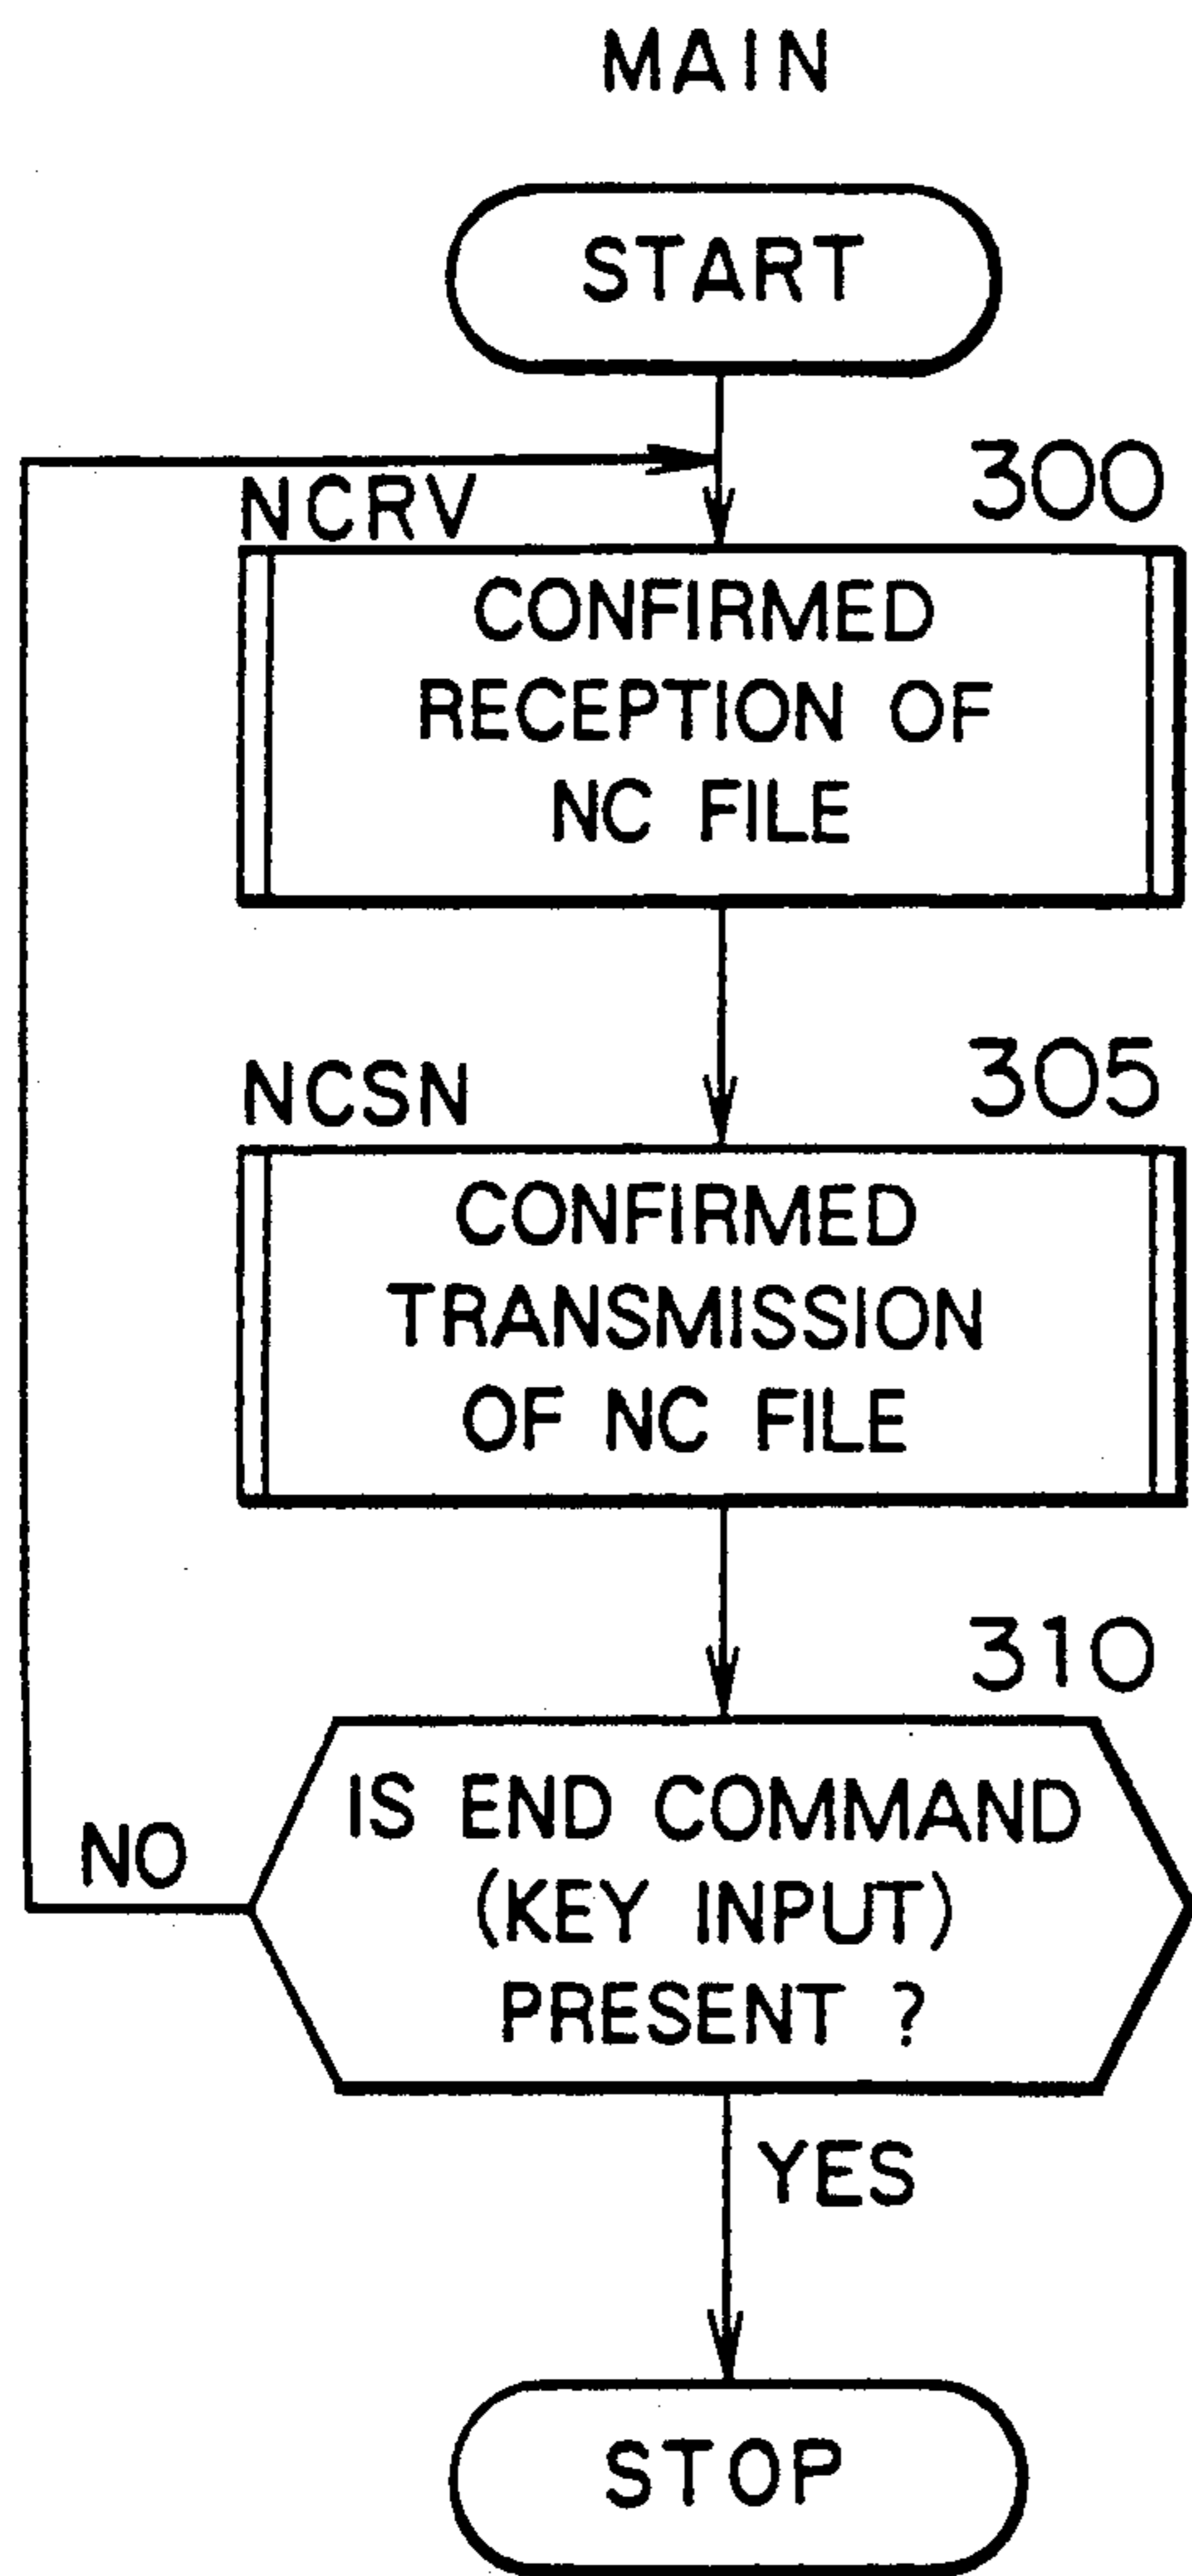 MAIN
START
NCRV
300
CONFIRMED
RECEPTION OF
NC FILE
NCSN
305
CONFIRMED
TRANSMISSION
OF NC FILE
310
IS END COMMAND
(KEY INPUT)
PRESENT ?
NO
YES
STOP